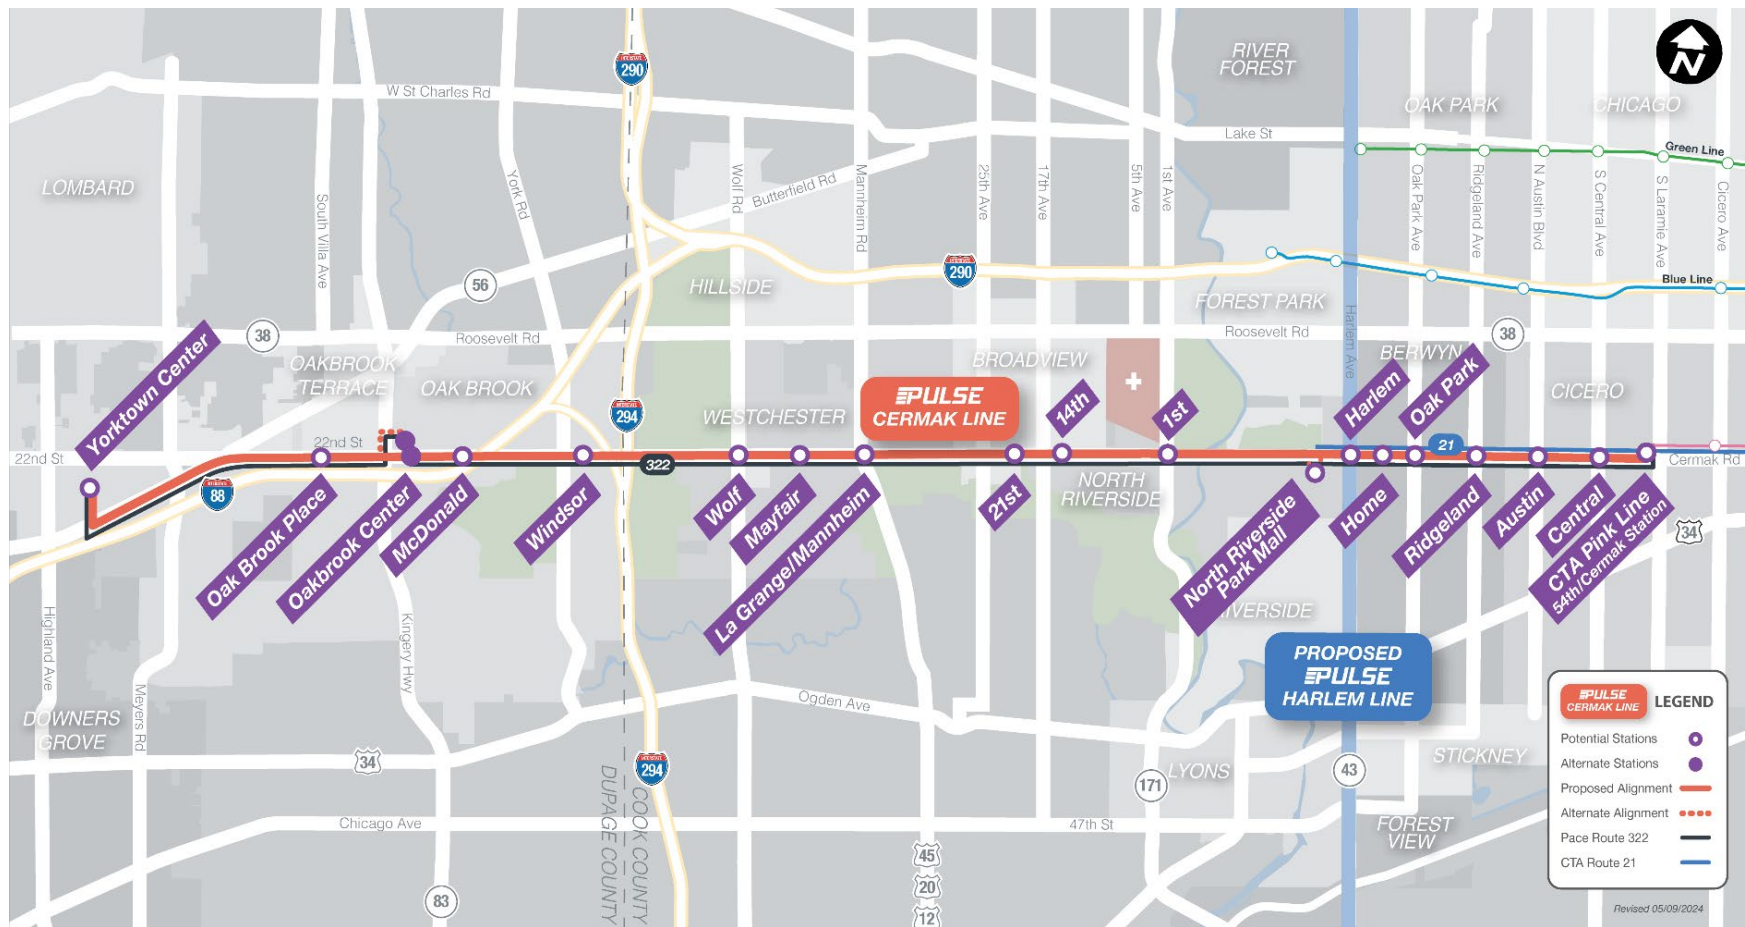 RIVER
FOREST
OAK PARK
CHICAGO
N
INTERSTATE
290
W St Charles Rd
Lake St
Green Line
LOMBARD
South Villa Ave
York Rd
Wolf Rd
Butterfield Rd
Mannheim Rd
25th Ave
17th Ave
5th Ave
1st Ave
Oak Park Ave
Ridgeland Ave
N Austin Blvd
S Central Ave
S Laramie Ave
Cicero Ave
56
HILLSIDE
INTERSTATE
290
FOREST PARK
Blue Line
Harlem Ave
38
Roosevelt Rd
Roosevelt Rd
38
Yorktown Center
OAKBROOK
TERRACE
OAK BROOK
INTERSTATE
294
WESTCHESTER
PULSE
CERMAK LINE
BROADVIEW
14th
1st
Harlem
BERWYN
Oak Park
CICERO
22nd St
22nd St
322
21
Cermak Rd
88
Oak Brook Place
Oakbrook Center
McDonald
Windsor
Wolf
Mayfair
La Grange/Mannheim
21st
NORTH
RIVERSIDE
North Riverside
Park Mall
Home
Ridgeland
Austin
Central
CTA Pink Line
54th/Cermak Station
34
RIVERSIDE
Highland Ave
Meyers Rd
Kingery Hwy
DOWNERS
GROVE
Ogden Ave
PROPOSED
PULSE
HARLEM LINE
34
INTERSTATE
294
DUPAGE COUNTY
COOK COUNTY
171
LYONS
43
STICKNEY
Chicago Ave
47th St
FOREST
VIEW
83
45
20
12
PULSE
CERMAK LINE
LEGEND
Potential Stations
Alternate Stations
Proposed Alignment
Alternate Alignment
Pace Route 322
CTA Route 21
Revised 05/09/2024